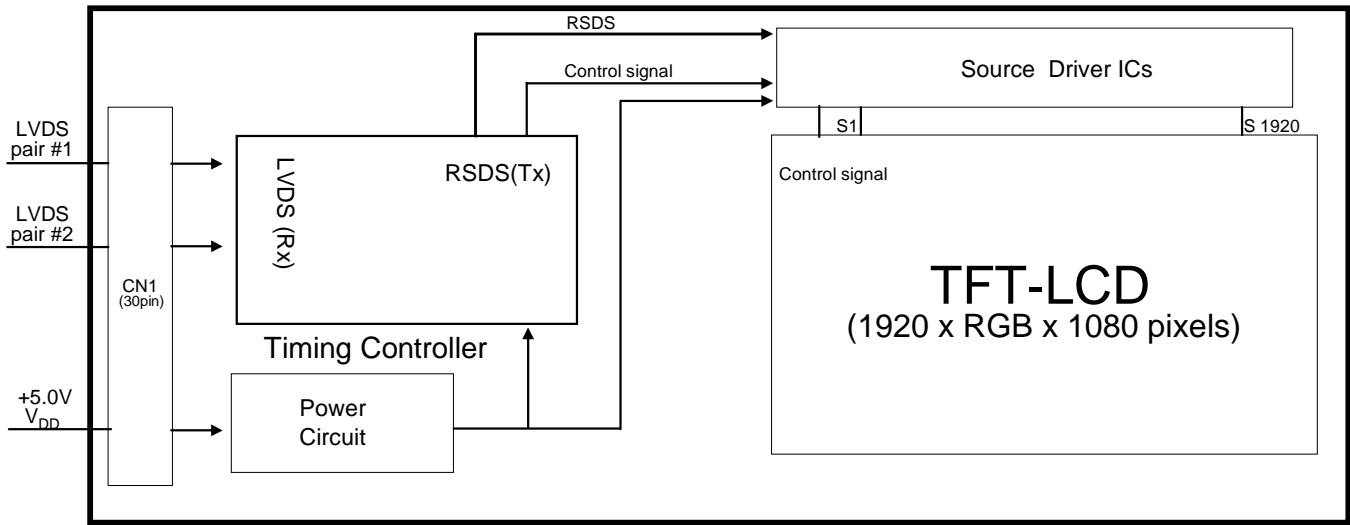 RSDS
Control signal
Source Driver ICs
LVDS
pair #1
LVDS
pair #2
CN1
(30pin)
LVDS (Rx)
RSDS(Tx)
S1
S 1920
Control signal
TFT-LCD
(1920 x RGB x 1080 pixels)
Timing Controller
+5.0V
VDD
Power
Circuit